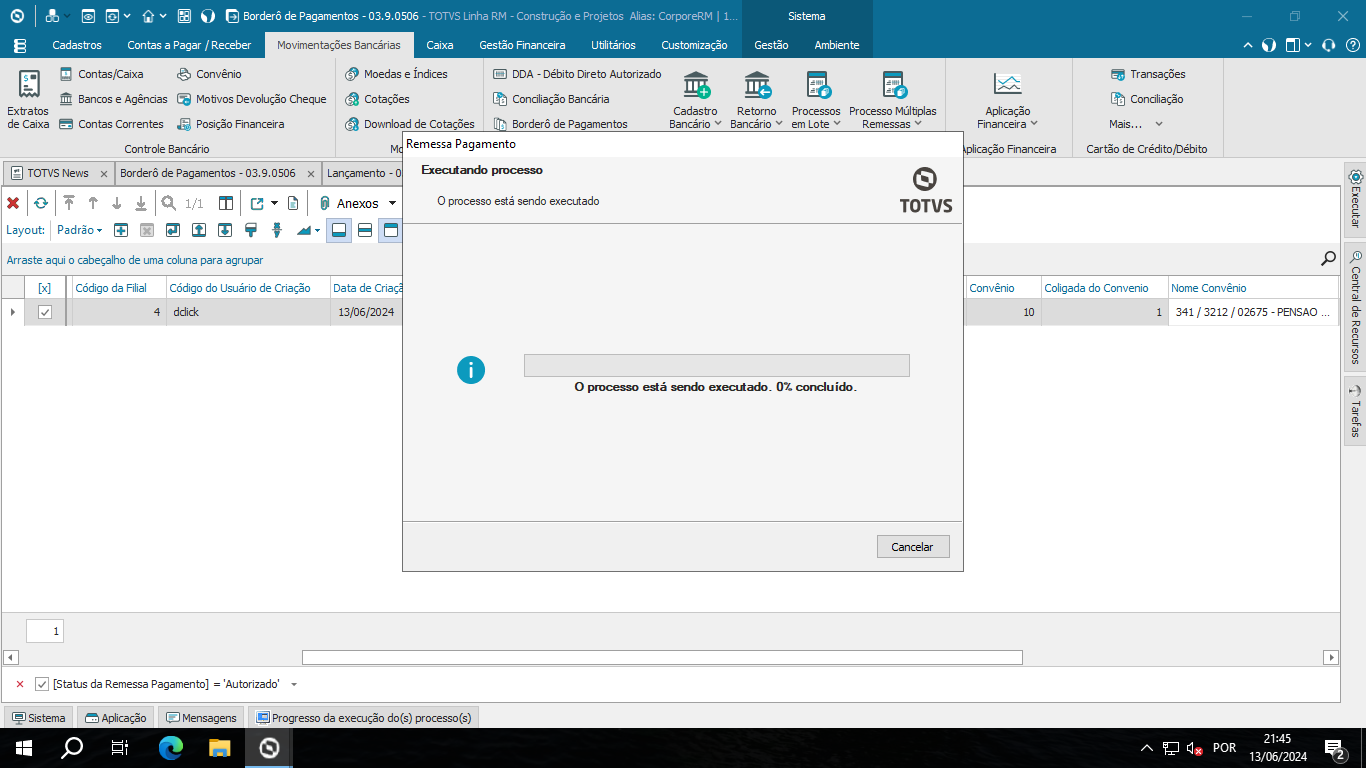 Borderô de Pagamentos - 03.9.0506 - TOTVS Linha RM - Construção e Projetos Alias: CorporeRM | 1...
Sistema
Cadastros
Contas a Pagar / Receber
Movimentações Bancárias
Caixa
Gestão Financeira
Utilitários
Customização
Gestão
Ambiente
Extratos de Caixa
Contas/Caixa
Convênio
Bancos e Agências
Motivos Devolução Cheque
Contas Correntes
Posição Financeira
Controle Bancário
Moedas e Índices
Cotações
Download de Cotações
DDA - Débito Direto Autorizado
Conciliação Bancária
Borderô de Pagamentos
Cadastro Bancário
Retorno Bancário
Processos em Lote
Processo Múltiplas Remessas
Aplicação Financeira
plicação Financeira
Transações
Conciliação
Mais...
Cartão de Crédito/Débito
TOTVS News
Borderô de Pagamentos - 03.9.0506
Lançamento - 0
1/1
Anexos
Layout:
Padrão
Arraste aqui o cabeçalho de uma coluna para agrupar
[x]
Código da Filial
Código do Usuário de Criação
Data de Criaçã
Convênio
Coligada do Convenio
Nome Convênio
4
dclick
13/06/2024
10
1
341 / 3212 / 02675 - PENSAO ...
Remessa Pagamento
Executando processo
O processo está sendo executado
TOTVS
O processo está sendo executado. 0% concluído.
Cancelar
Executar
Central de Recursos
Tarefas
1
[Status da Remessa Pagamento] = 'Autorizado'
Sistema
Aplicação
Mensagens
Progresso da execução do(s) processo(s)
POR
21:45
13/06/2024
2